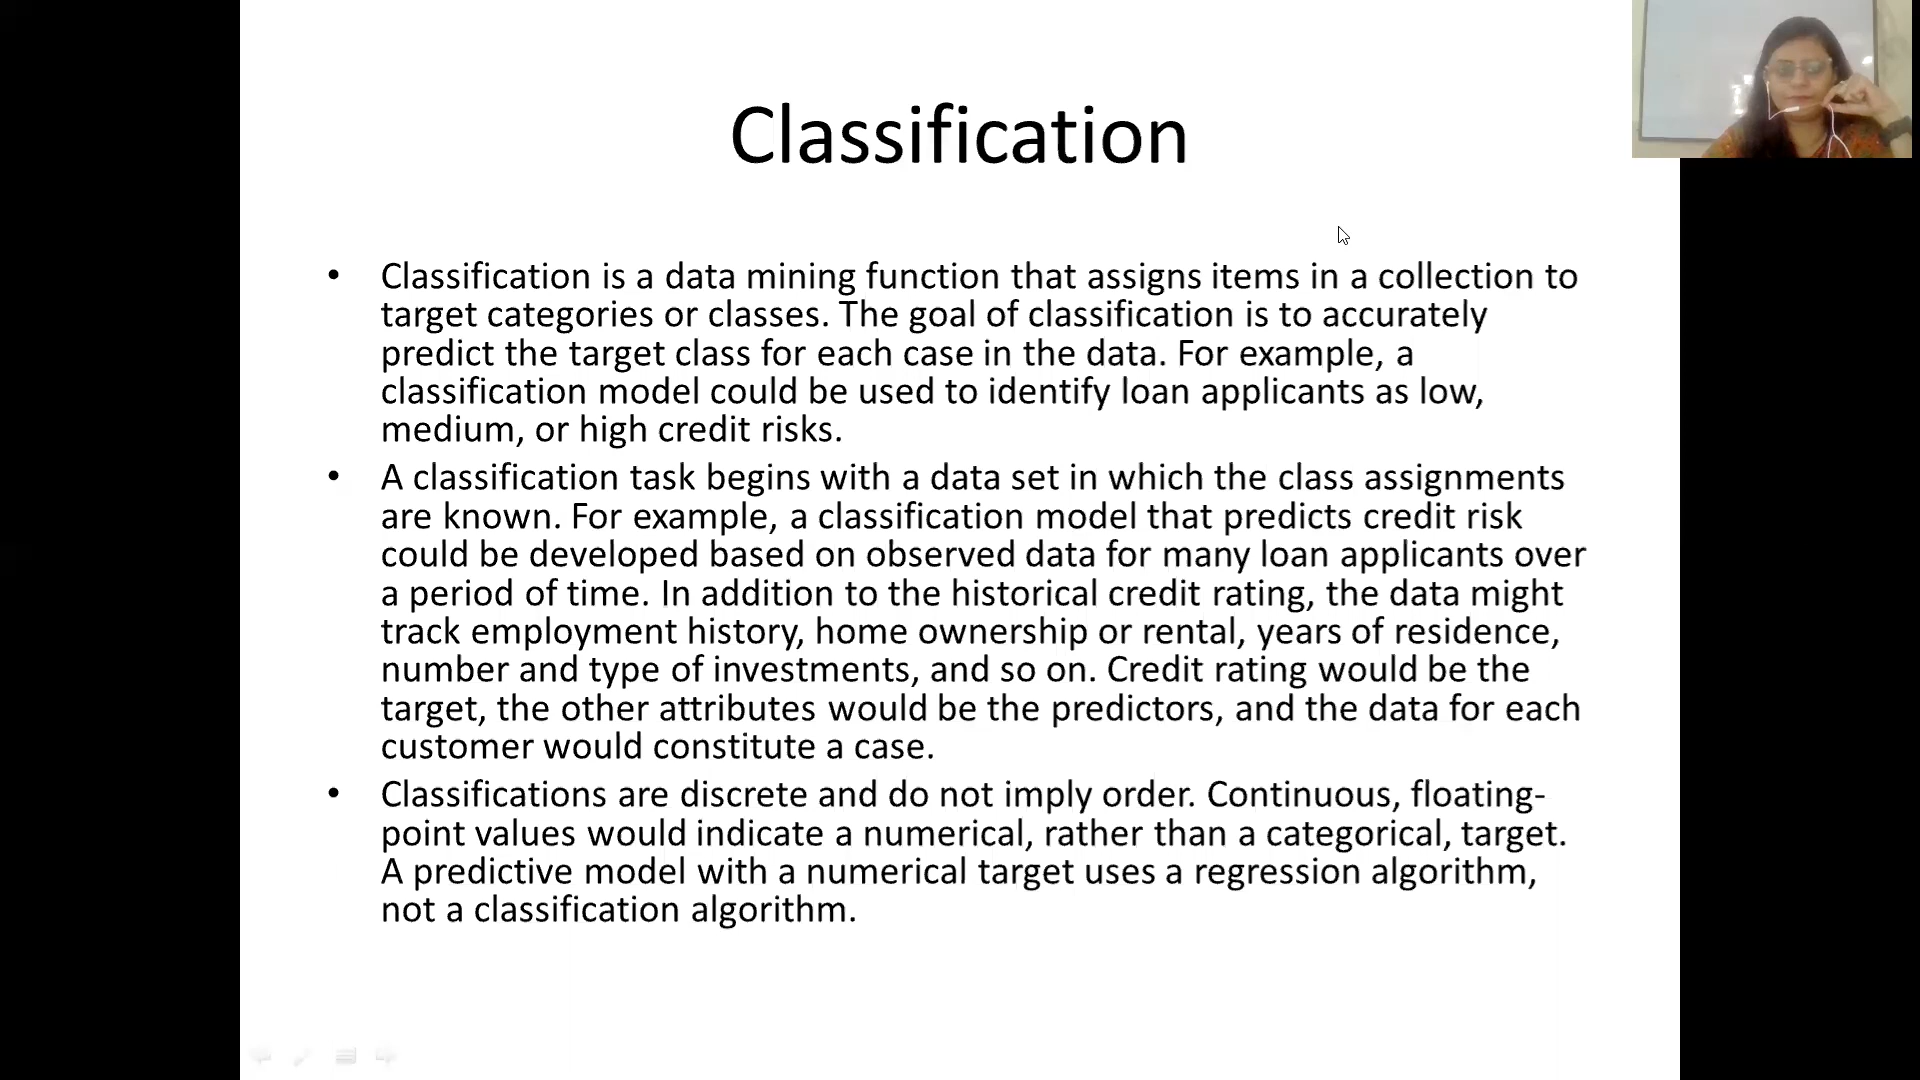 Classification
• Classification is a data mining function that assigns items in a collection to
target categories or classes. The goal of classification is to accurately
predict the target class for each case in the data. For example, a
classification model could be used to identify loan applicants as low,
medium, or high credit risks.
• A classification task begins with a data set in which the class assignments
are known. For example, a classification model that predicts credit risk
could be developed based on observed data for many loan applicants over
a period of time. In addition to the historical credit rating, the data might
track employment history, home ownership or rental, years of residence,
number and type of investments, and so on. Credit rating would be the
target, the other attributes would be the predictors, and the data for each
customer would constitute a case.
• Classifications are discrete and do not imply order. Continuous, floating-
point values would indicate a numerical, rather than a categorical, target.
A predictive model with a numerical target uses a regression algorithm,
not a classification algorithm.